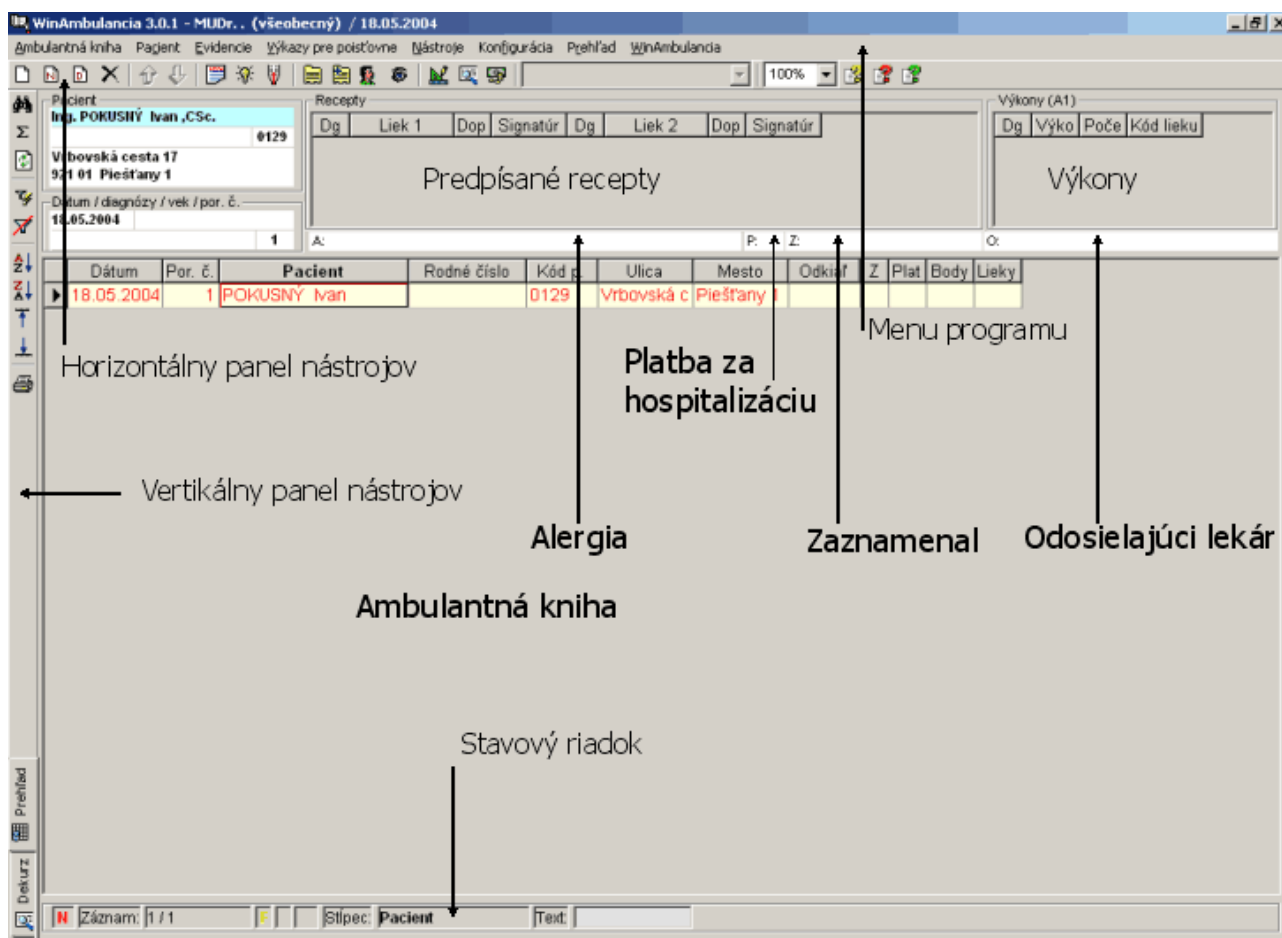 WinAmbulancia 3.0.1 - MUDr. . (všeobecný) / 18.05.2004
Ambulantná kniha Pacient Evidencie Výkazy pre poisťovne Nástroje Konfigurácia Prehľad WinAmbulancia
100%
Pacient
Ing. POKUSNÝ Ivan ,CSc.
0129
Vrbovská cesta 17
921 01 Piešťany 1
Dátum / diagnózy / vek / por. č.
18.05.2004
1
Recepty
Dg Liek 1 Dop Signatúr Dg Liek 2 Dop Signatúr
Predpísané recepty
A: P: Z:
Výkony (A1)
Dg Výko Poče Kód lieku
Výkony
O:
Dátum Por. č. Pacient Rodné číslo Kód p. Ulica Mesto Odkiaľ Z Plat Body Lieky
18.05.2004 1 POKUSNÝ Ivan 0129 Vrbovská c Piešťany 1
Menu programu
Horizontálny panel nástrojov
Platba za
hospitalizáciu
Vertikálny panel nástrojov
Alergia
Zaznamenal
Odosielajúci lekár
Ambulantná kniha
Stavový riadok
Prehľad
Dekurz
N Záznam: 1 / 1 F Stĺpec: Pacient Text: